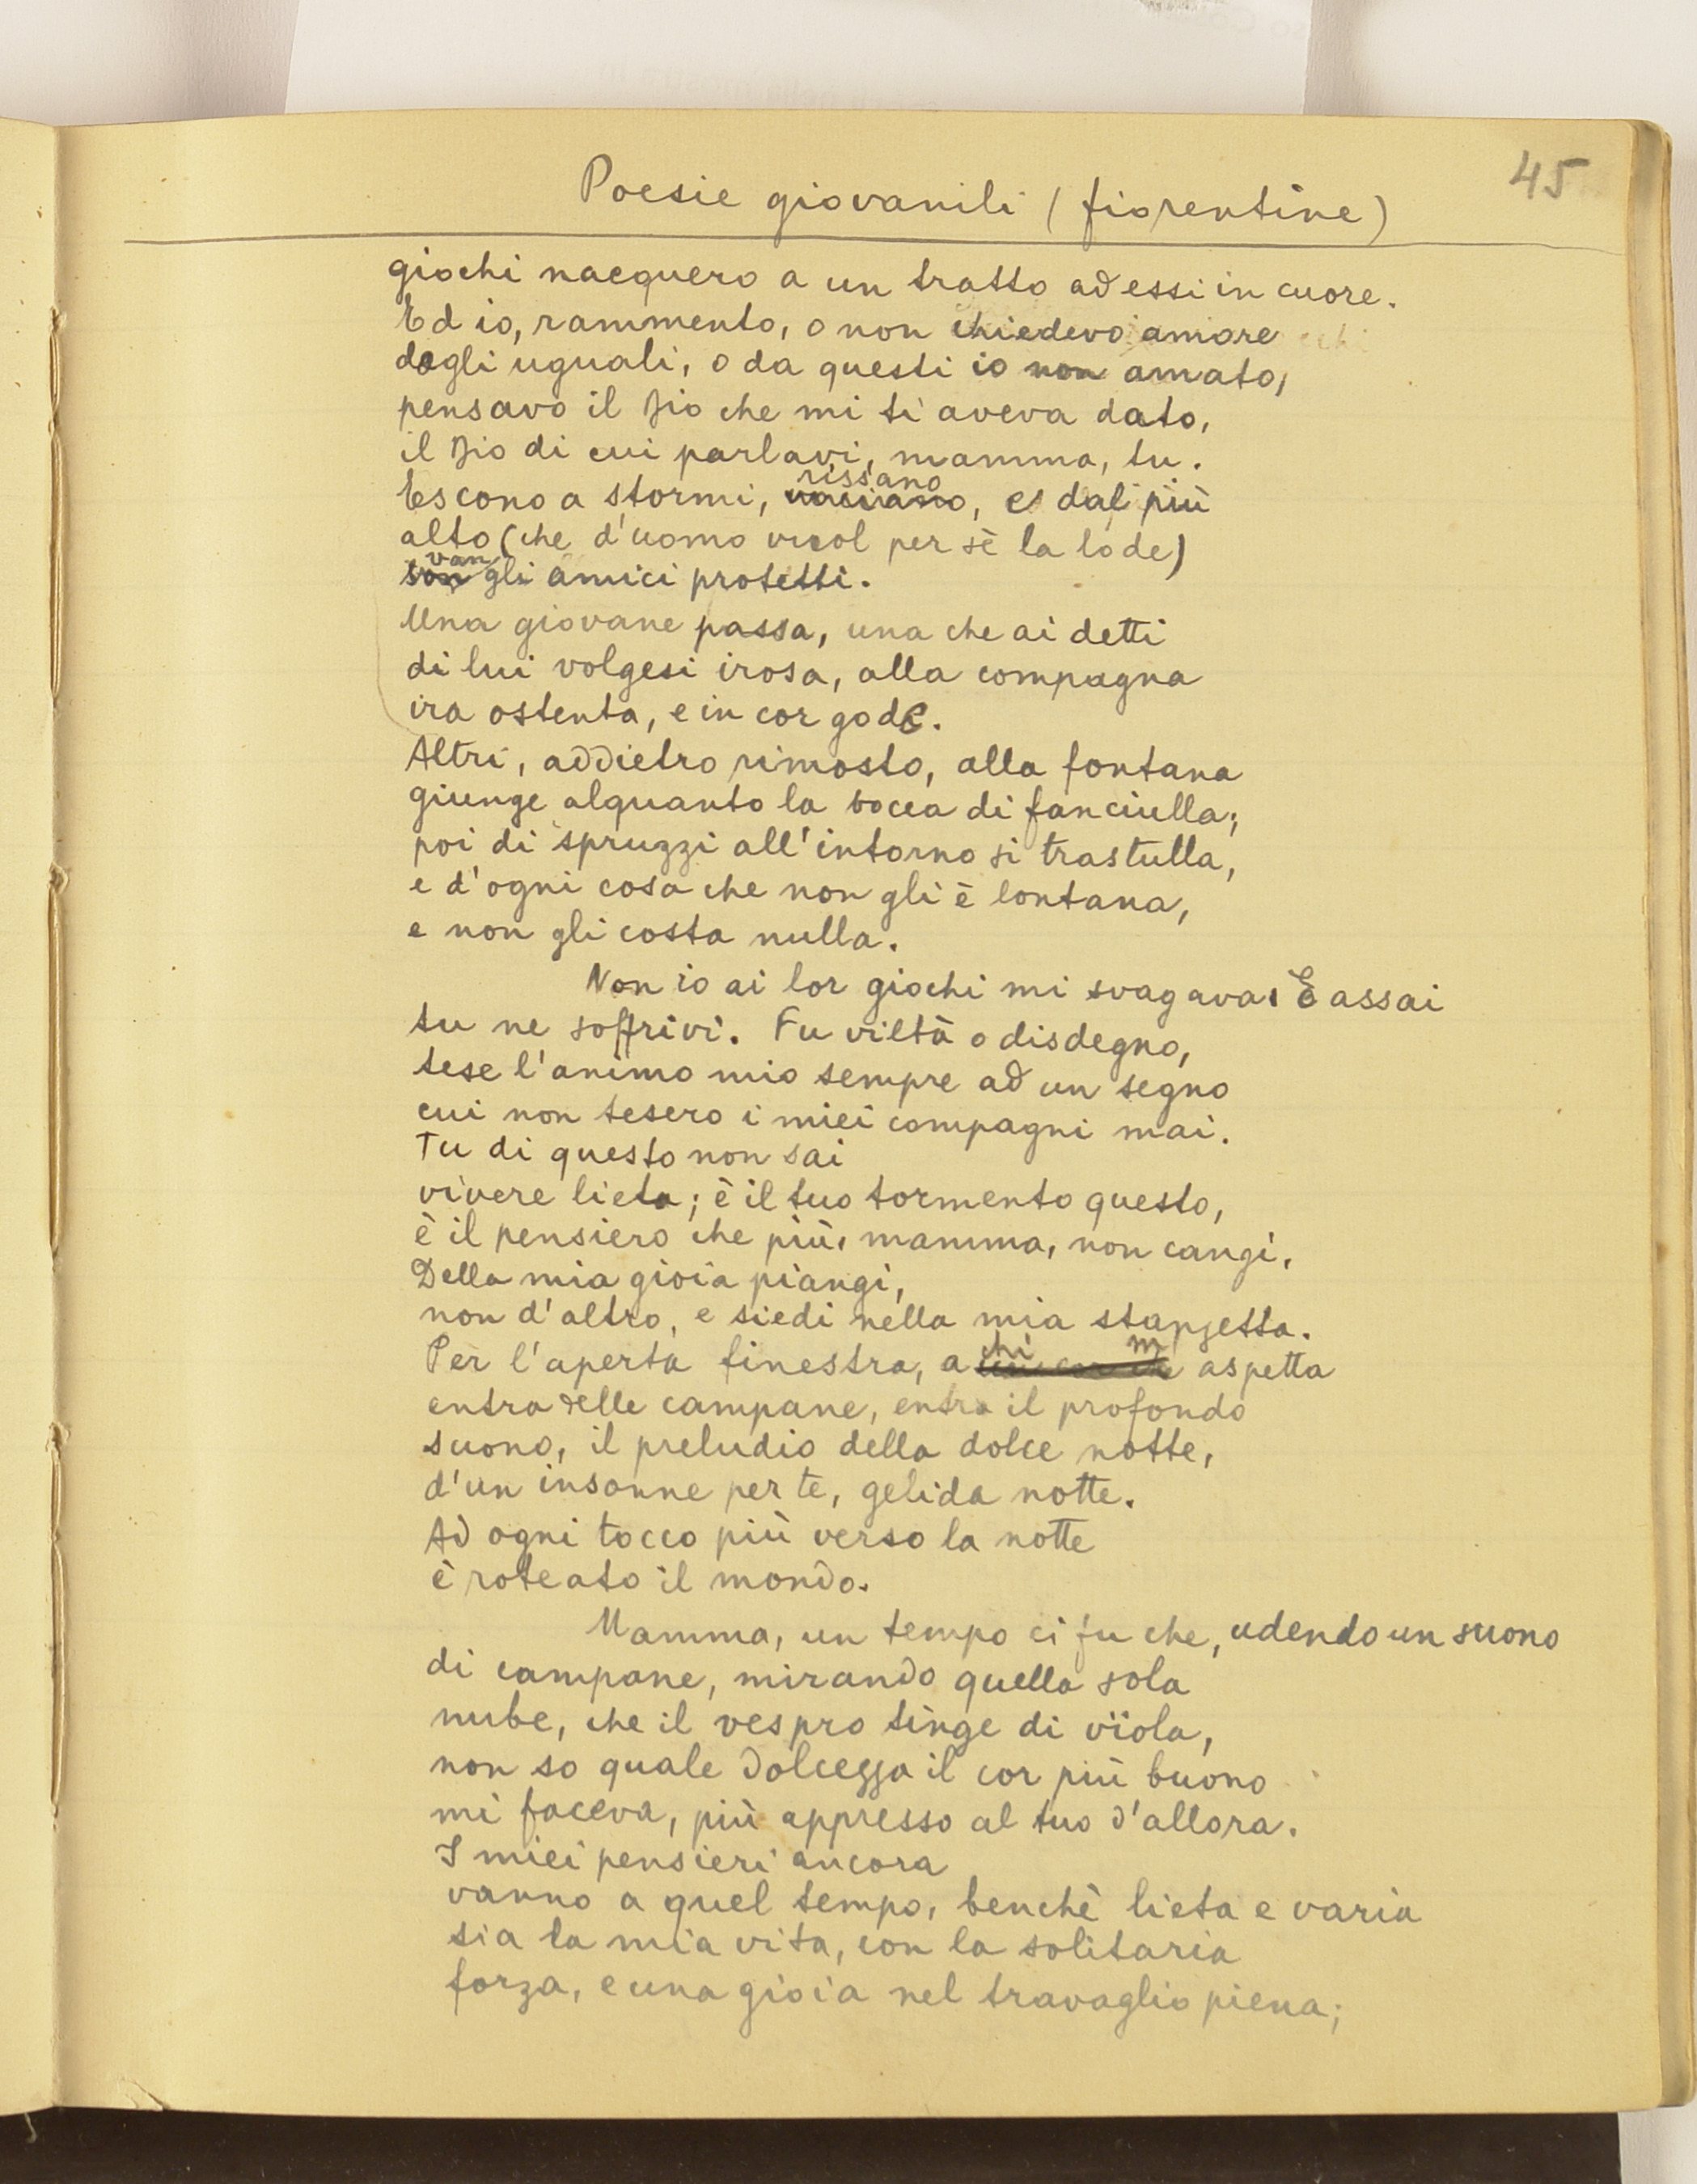 45
Poesie giovanili (fiorentine)
giochi nacquero a un tratto ad essi in cuore.
Ed io, rammento, o non chiedevo amore
dagli uguali, o da questi io non amato,
pensavo il Dio che mi ti aveva dato,
il Dio di cui parlavi, mamma, tu.
rissano
Escono a stormi, vociano, e dal più
alto (che d'uomo vuol per sè la lode)
van
son gli amici protetti.
Una giovane passa, una che ai detti
di lui volgesi irosa, alla compagna
ira ostenta, e in cor gode.
Altri, addietro rimasto, alla fontana
giunge alquanto la bocca di fanciulla;
poi di spruzzi all'intorno si trastulla,
e d'ogni cosa che non gli è lontana,
e non gli costa nulla.
Non io ai lor giochi mi svagava. E assai
tu ne soffrivi. Fu viltà o disdegno,
tese l'animo mio sempre ad un segno
cui non tesero i miei compagni mai.
Tu di questo non sai
vivere lieta; è il tuo tormento questo,
è il pensiero che più, mamma, non cangi.
Della mia gioia piangi,
non d'altro, e siedi nella mia stanzetta.
chi m
Per l'aperta finestra, a aspetta
entra delle campane, entra il profondo
suono, il preludio della dolce notte,
d'un insonne per te, gelida notte.
Ad ogni tocco più verso la notte
è roteato il mondo.
Mamma, un tempo ci fu che, udendo un suono
di campane, mirando quella sola
nube, che il vespro tinge di vïola,
non so quale dolcezza il cor più buono
mi faceva, più appresso al tuo d'allora.
I miei pensieri ancora
vanno a quel tempo, benchè lieta e varia
sia la mia vita, con la solitaria
forza, e una gioia nel travaglio piena;